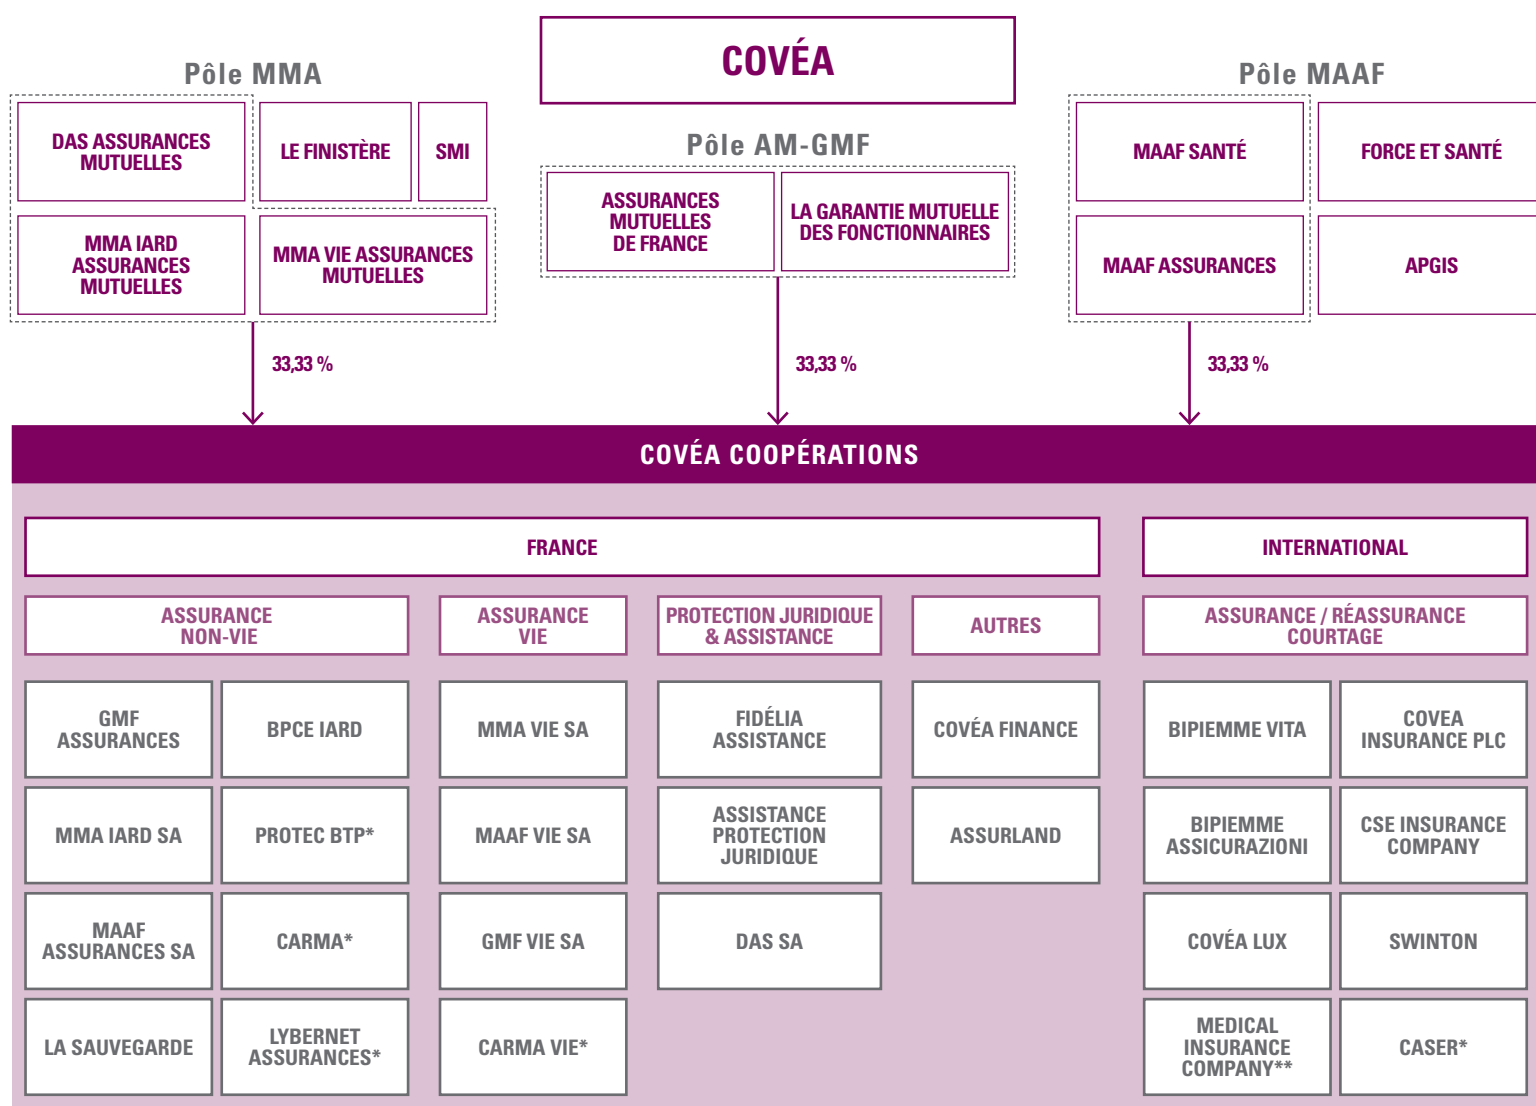 COVÉA
Pôle MMA
DAS ASSURANCES
MUTUELLES
LE FINISTÈRE
SMI
MMA IARD
ASSURANCES
MUTUELLES
MMA VIE ASSURANCES
MUTUELLES
Pôle AM-GMF
ASSURANCES
MUTUELLES
DE FRANCE
LA GARANTIE MUTUELLE
DES FONCTIONNAIRES
Pôle MAAF
MAAF SANTÉ
FORCE ET SANTÉ
MAAF ASSURANCES
APGIS
33,33 %
33,33 %
33,33 %
COVÉA COOPÉRATIONS
FRANCE
ASSURANCE
NON-VIE
GMF
ASSURANCES
BPCE IARD
MMA IARD SA
PROTEC BTP*
MAAF
ASSURANCES SA
CARMA*
LA SAUVEGARDE
LYBERNET
ASSURANCES*
ASSURANCE
VIE
MMA VIE SA
MAAF VIE SA
GMF VIE SA
CARMA VIE*
PROTECTION JURIDIQUE
& ASSISTANCE
FIDÉLIA
ASSISTANCE
ASSISTANCE
PROTECTION
JURIDIQUE
DAS SA
AUTRES
COVÉA FINANCE
ASSURLAND
INTERNATIONAL
ASSURANCE / RÉASSURANCE
COURTAGE
BIPIEMME VITA
COVEA
INSURANCE PLC
BIPIEMME
ASSICURAZIONI
CSE INSURANCE
COMPANY
COVÉA LUX
SWINTON
MEDICAL
INSURANCE
COMPANY**
CASER*